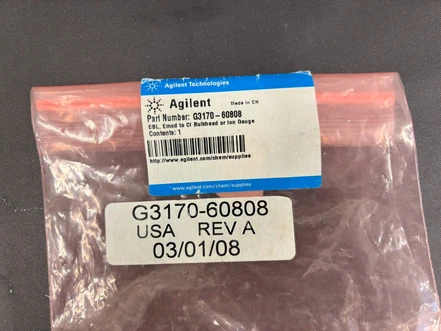 Agilent Technologies
Agilent
Made in CN
Part Number: G3170-60808
CBL, Emod to CI Bulkhead or Ion Gauge
Contents: 1
http://www.agilent.com/chem/supplies
www.agilent.com/chem/supplies
G3170-60808
USA REV A
03/01/08